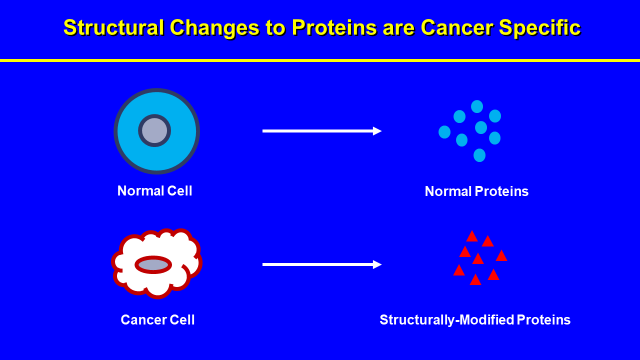 Structural Changes to Proteins are Cancer Specific
Normal Cell
Normal Proteins
Cancer Cell
Structurally-Modified Proteins